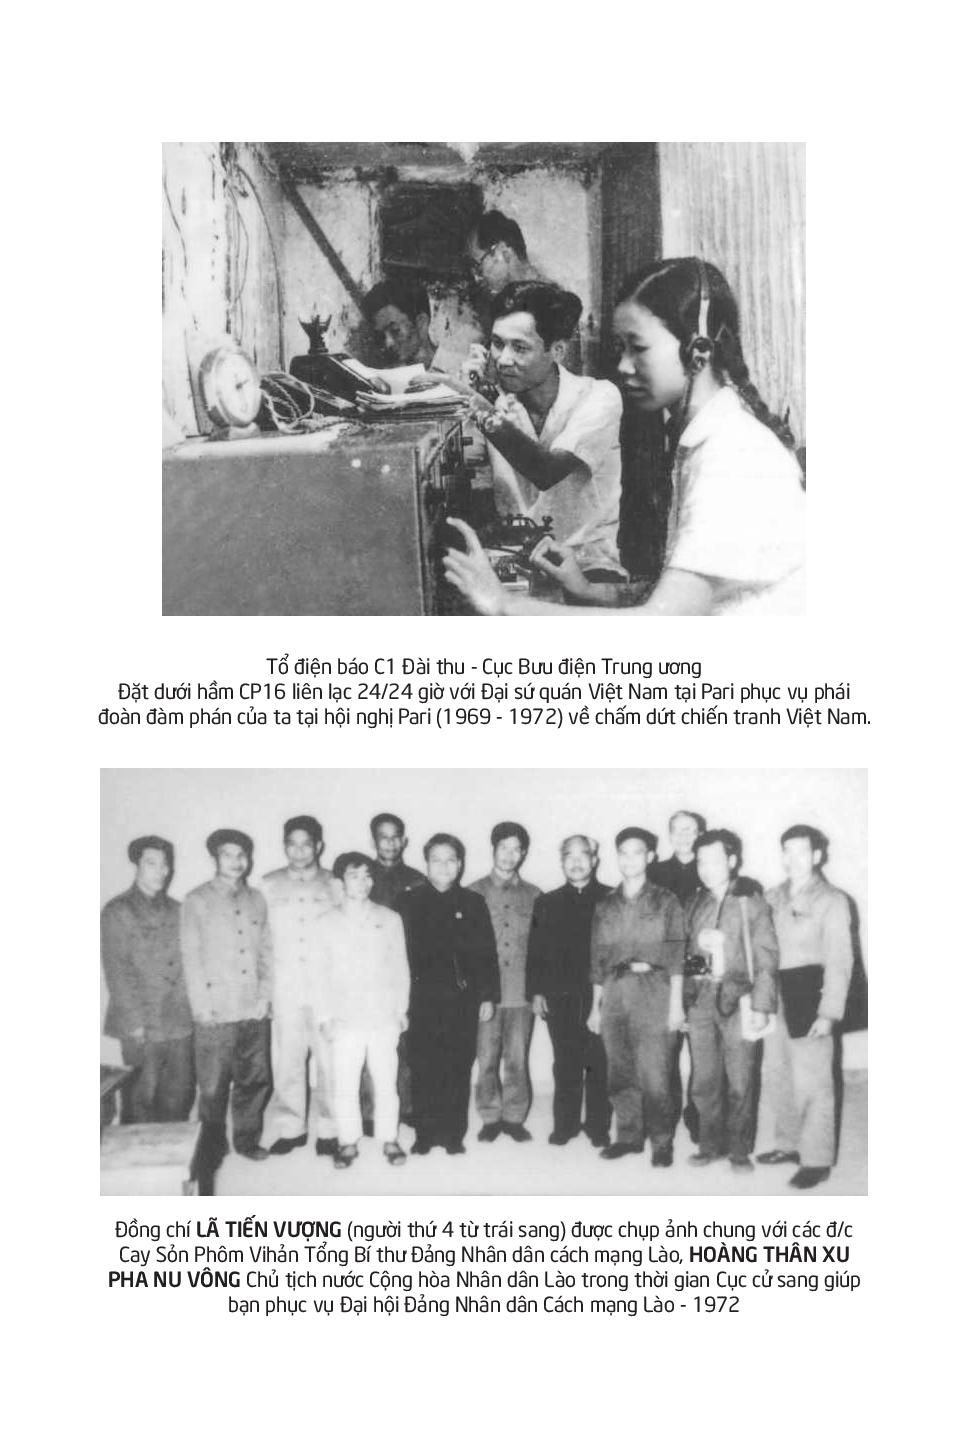 Tổ điện báo C1 Đài thu - Cục Bưu điện Trung ương
Đặt dưới hầm CP16 liên lạc 24/24 giờ với Đại sứ quán Việt Nam tại Pari phục vụ phái
đoàn đàm phán của ta tại hội nghị Pari (1969 - 1972) về chấm dứt chiến tranh Việt Nam.
Đồng chí LÃ TIẾN VƯỢNG (người thứ 4 từ trái sang) được chụp ảnh chung với các đ/c
Cay Sỏn Phôm Vihản Tổng Bí thư Đảng Nhân dân cách mạng Lào, HOÀNG THÂN XU
PHA NU VÔNG Chủ tịch nước Cộng hòa Nhân dân Lào trong thời gian Cục cử sang giúp
bạn phục vụ Đại hội Đảng Nhân dân Cách mạng Lào - 1972